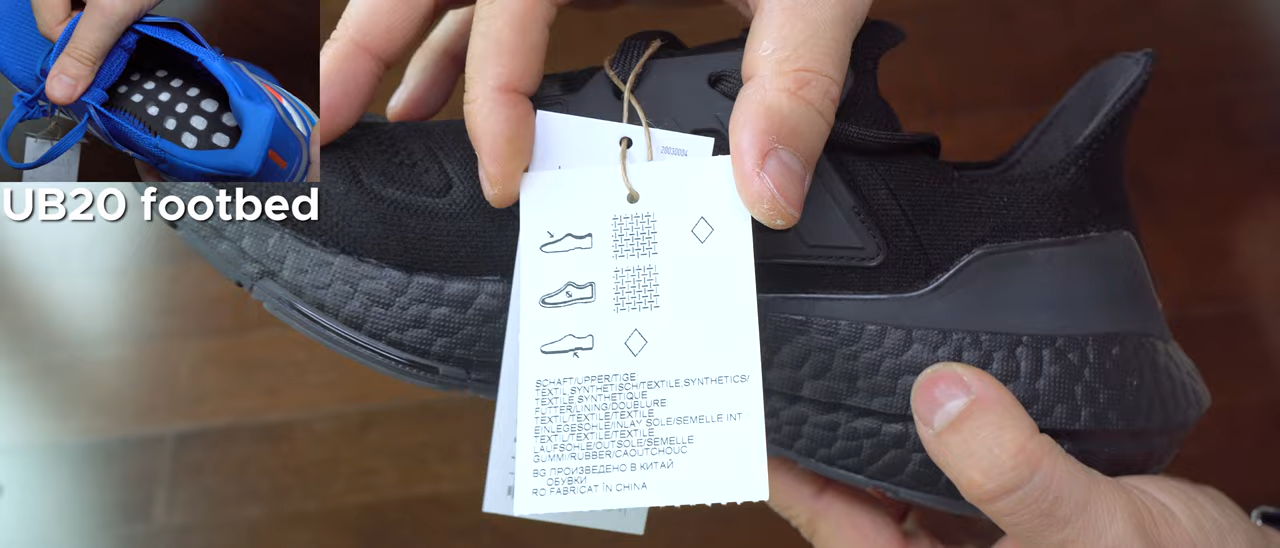 UB20 footbed
28030084
SCHAFT/UPPER/TIGE
TEXTIL SYNTHETISCH/TEXTILE.SYNTHETICS/
TEXTILE.SYNTHETIQUE
FUTTER/LINING/DOUBLURE
TEXTIL/TEXTILE/TEXTILE
EINLEGESOHLE/INLAY SOLE/SEMELLE INT
TEXTIL/TEXTILE/TEXTILE
LAUFSOHLE/OUTSOLE/SEMELLE
GUMMI/RUBBER/CAOUTCHOUC
BG ПРОИЗВЕДЕНО В КИТАЙ
ОБУВКИ
RO FABRICAT ÎN CHINA